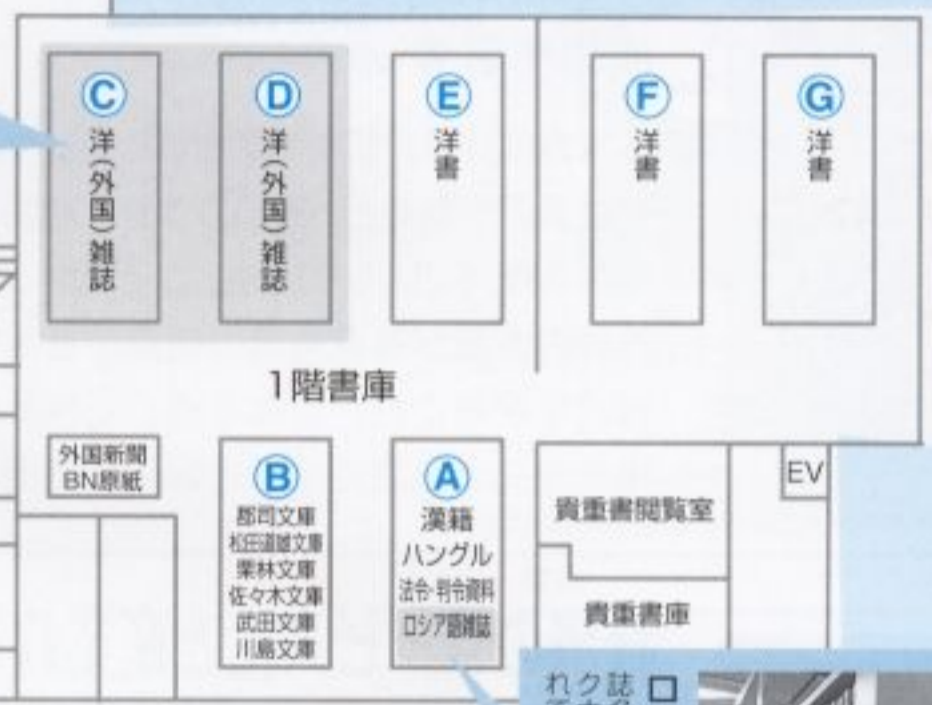 C
洋(外国)雑誌
D
洋(外国)雑誌
E
洋書
F
洋書
G
洋書
1階書庫
外国新聞
BN原紙
B
郡司文庫
松田道雄文庫
栗林文庫
佐々木文庫
武田文庫
川島文庫
A
漢籍
ハングル
法令・判令資料
ロシア語雑誌
貴重書閲覧室
貴重書庫
EV